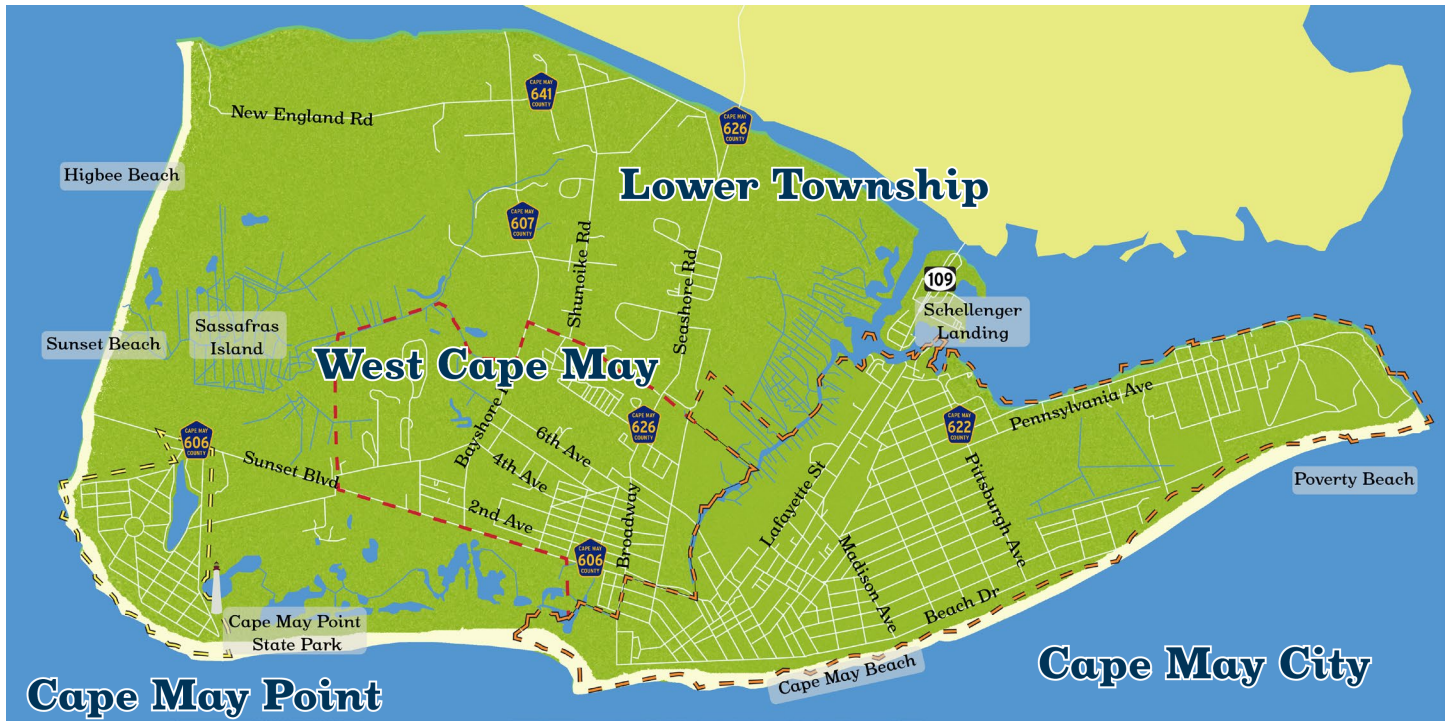 CAPE MAY
641
COUNTY
New England Rd
CAPE MAY
626
COUNTY
Higbee Beach
Lower Township
CAPE MAY
607
COUNTY
Shunoike Rd
Seashore Rd
109
Schellenger
Landing
Sassafras
Island
Sunset Beach
West Cape May
Bayshore R
Pennsylvania Ave
CAPE MAY
626
COUNTY
CAPE MAY
622
COUNTY
CAPE MAY
606
COUNTY
6th Ave
4th Ave
2nd Ave
Sunset Blvd
Lafayette St
Pittsburgh Ave
Poverty Beach
Broadway
CAPE MAY
606
COUNTY
Madison Ave
Beach Dr
Cape May Point
State Park
Cape May Beach
Cape May City
Cape May Point